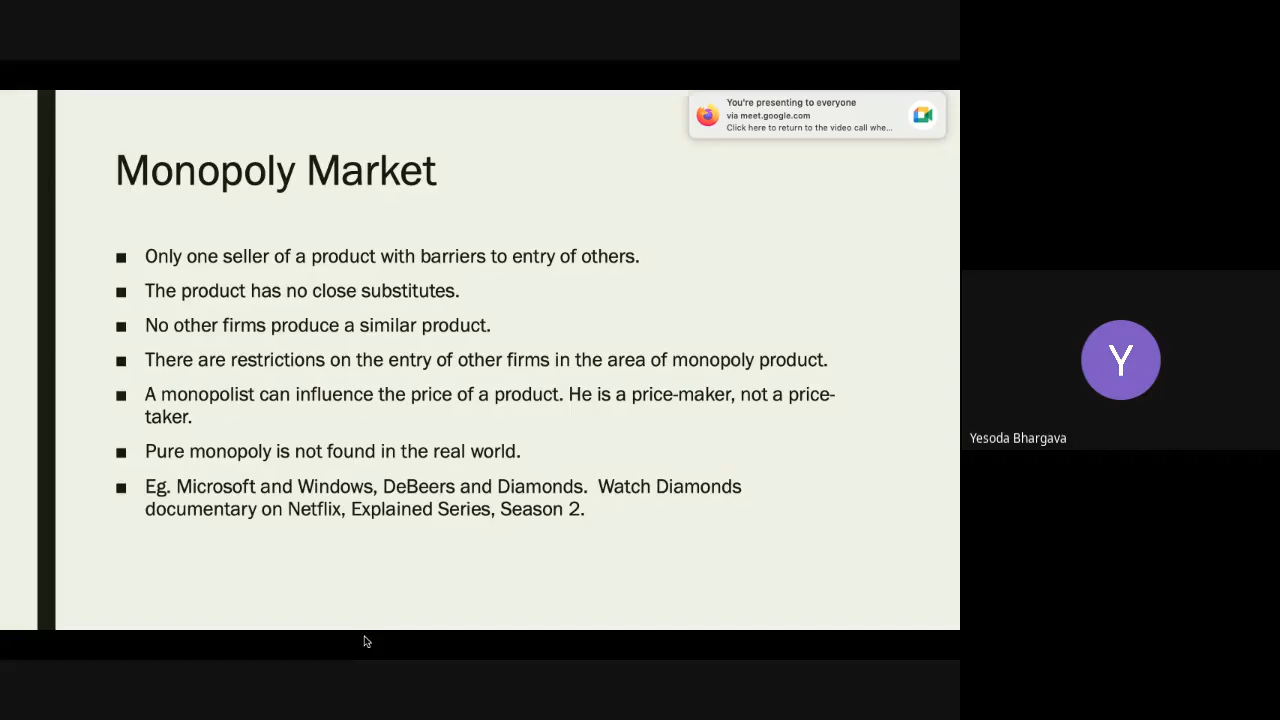 You're presenting to everyone
via meet.google.com
Click here to return to the video call whe...
Monopoly Market
■ Only one seller of a product with barriers to entry of others.
■ The product has no close substitutes.
■ No other firms produce a similar product.
■ There are restrictions on the entry of other firms in the area of monopoly product.
■ A monopolist can influence the price of a product. He is a price-maker, not a price-
taker.
■ Pure monopoly is not found in the real world.
■ Eg. Microsoft and Windows, DeBeers and Diamonds.  Watch Diamonds
documentary on Netflix, Explained Series, Season 2.
Y
Yesoda Bhargava